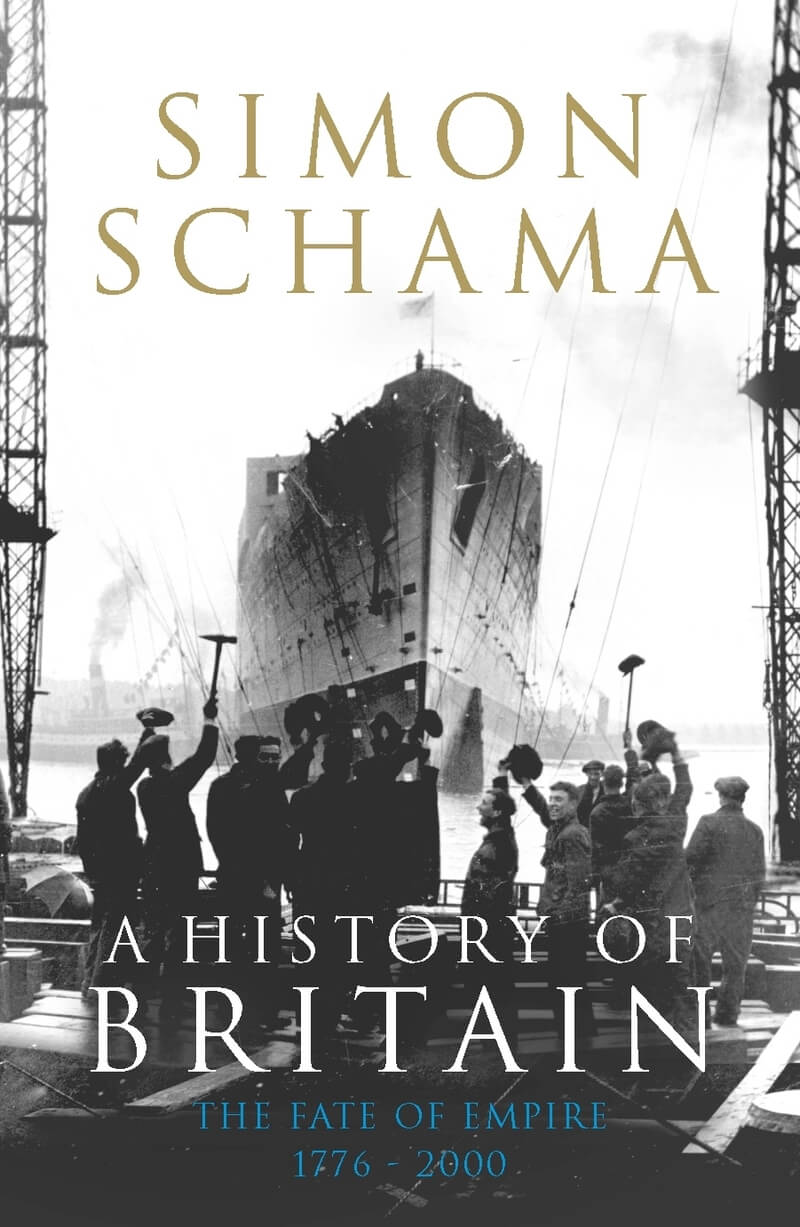 SIMON
SCHAMA
A HISTORY OF
BRITAIN
THE FATE OF EMPIRE
1776 - 2000